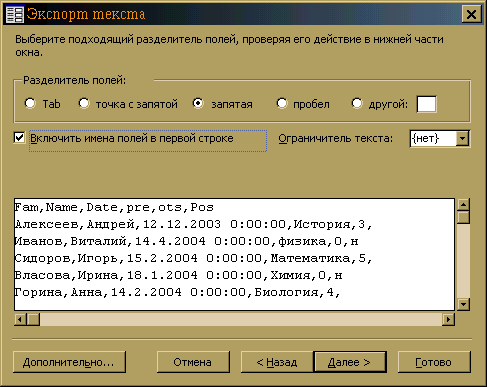 Экспорт текста
Выберите подходящий разделитель полей, проверяя его действие в нижней части
окна.
Разделитель полей:
Tab точка с запятой запятая пробел другой:
Включить имена полей в первой строке Ограничитель текста: {нет}
Fam,Name,Date,pre,ots,Pos
Алексеев,Андрей,12.12.2003 0:00:00,История,3,
Иванов,Виталий,14.4.2004 0:00:00,физика,0,н
Сидоров,Игорь,15.2.2004 0:00:00,Математика,5,
Власова,Ирина,18.1.2004 0:00:00,Химия,0,н
Горина,Анна,14.2.2004 0:00:00,Биология,4,
Дополнительно... Отмена < Назад Далее > Готово